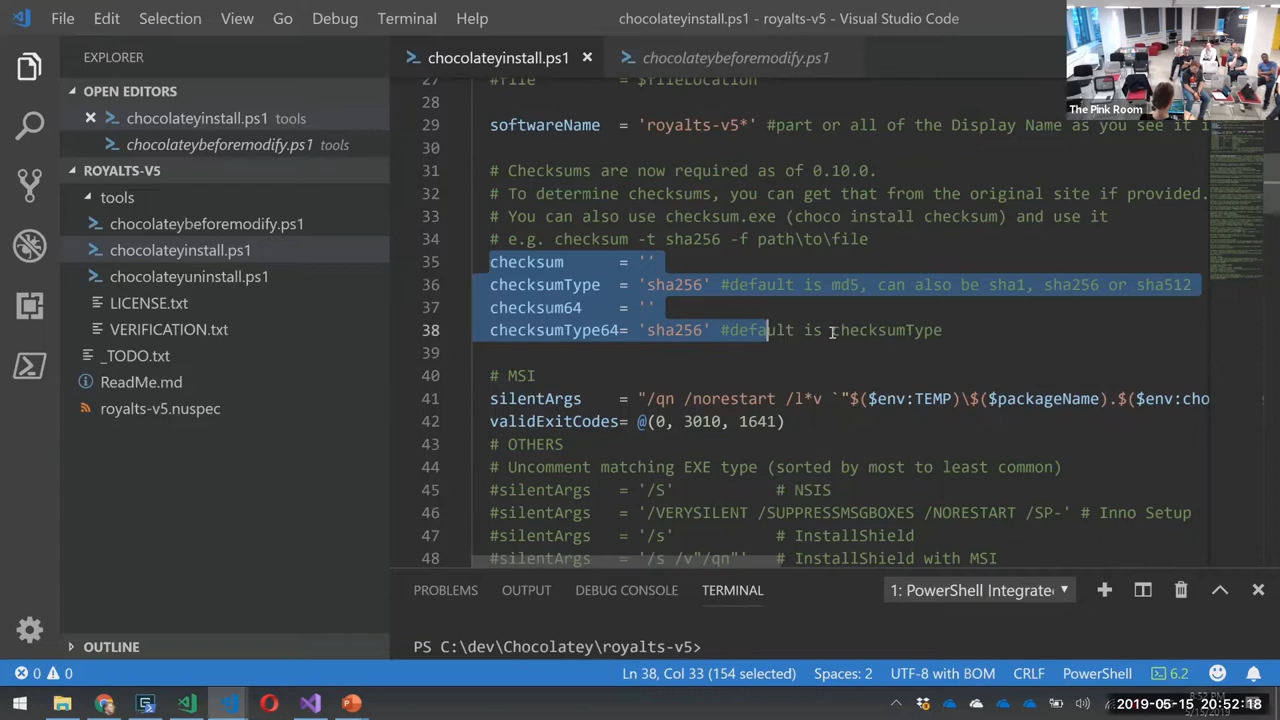 File Edit Selection View Go Debug Terminal Help chocolateyinstall.ps1 - royalts-v5 - Visual Studio Code
The Pink Room
EXPLORER
OPEN EDITORS
chocolateyinstall.ps1 tools
chocolateybeforemodify.ps1 tools
ROYALTS-V5
tools
chocolateybeforemodify.ps1
chocolateyinstall.ps1
chocolateyuninstall.ps1
LICENSE.txt
VERIFICATION.txt
_TODO.txt
ReadMe.md
royalts-v5.nuspec
OUTLINE
chocolateyinstall.ps1 chocolateybeforemodify.ps1
27 #file = $fileLocation
28
29 softwareName = 'royalts-v5*' #part or all of the Display Name as you see it i
30
31 # Checksums are now required as of 0.10.0.
32 # To determine checksums, you can get that from the original site if provided.
33 # You can also use checksum.exe (choco install checksum) and use it
34 # e.g. checksum -t sha256 -f path\to\file
35 checksum = ''
36 checksumType = 'sha256' #default is md5, can also be sha1, sha256 or sha512
37 checksum64 = ''
38 checksumType64= 'sha256' #default is checksumType
39
40 # MSI
41 silentArgs = "/qn /norestart /l*v `"$($env:TEMP)\$($packageName).$($env:cho
42 validExitCodes= @(0, 3010, 1641)
43 # OTHERS
44 # Uncomment matching EXE type (sorted by most to least common)
45 #silentArgs = '/S' # NSIS
46 #silentArgs = '/VERYSILENT /SUPPRESSMSGBOXES /NORESTART /SP-' # Inno Setup
47 #silentArgs = '/s' # InstallShield
48 #silentArgs = '/s /v"/qn"' # InstallShield with MSI
PROBLEMS OUTPUT DEBUG CONSOLE TERMINAL 1: PowerShell Integrate
PS C:\dev\Chocolatey\royalts-v5>
0 0 Ln 38, Col 33 (154 selected) Spaces: 2 UTF-8 with BOM CRLF PowerShell 6.2
2019-05-15 20:52:18